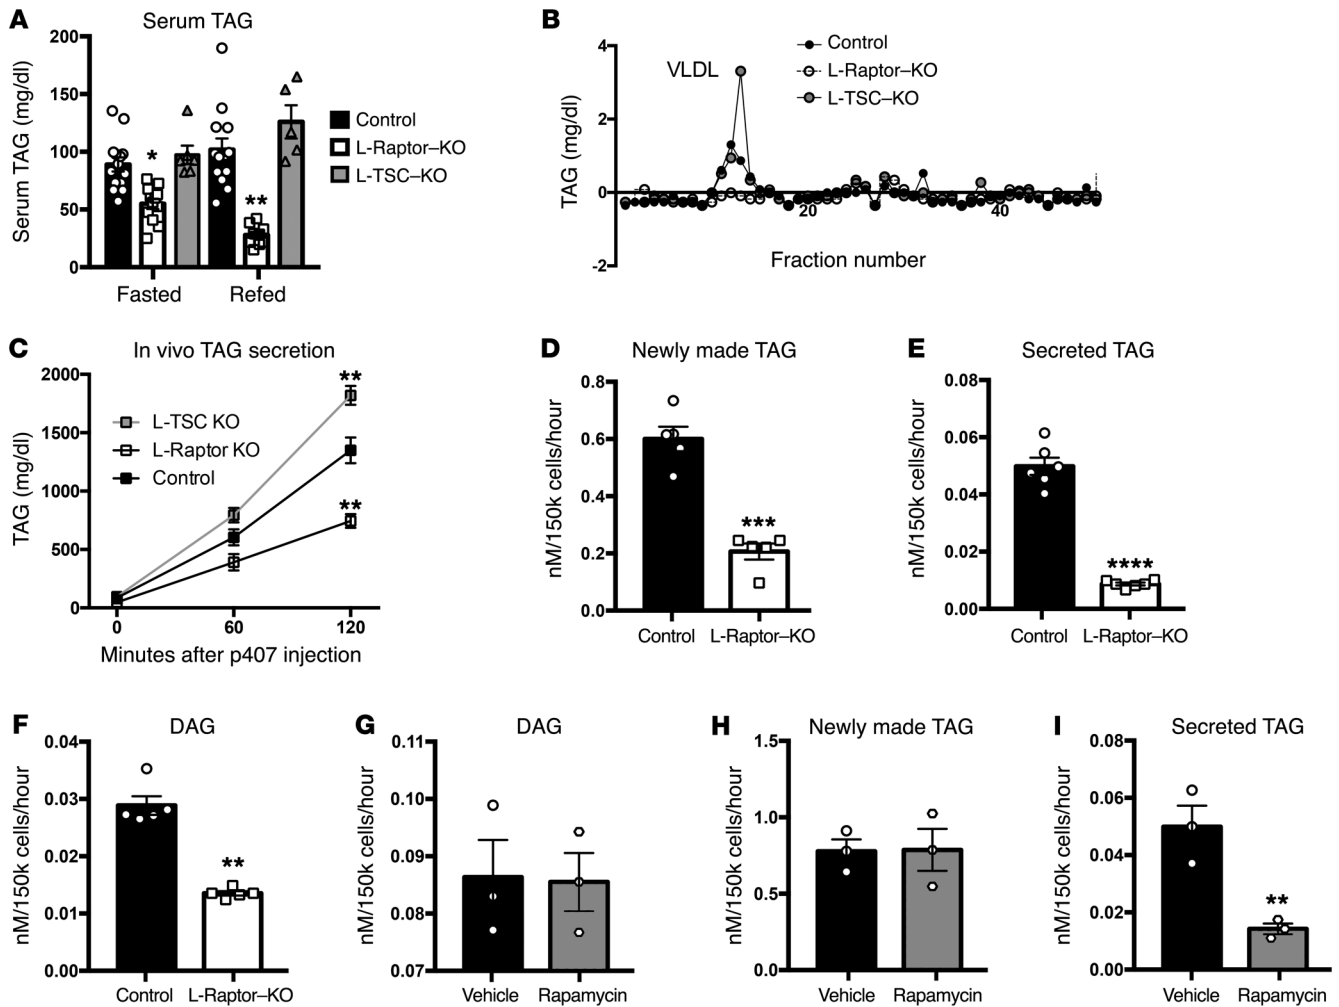 A
Serum TAG
Serum TAG (mg/dl)
200
150
100
50
0
*
**
Fasted
Refed
Control
L-Raptor–KO
L-TSC–KO
B
VLDL
Control
L-Raptor–KO
L-TSC–KO
TAG (mg/dl)
4
2
0
-2
20
40
Fraction number
C
In vivo TAG secretion
TAG (mg/dl)
2000
1500
1000
500
0
L-TSC KO
L-Raptor KO
Control
**
**
0
60
120
Minutes after p407 injection
D
Newly made TAG
nM/150k cells/hour
0.8
0.6
0.4
0.2
0.0
***
Control
L-Raptor–KO
E
Secreted TAG
nM/150k cells/hour
0.08
0.06
0.04
0.02
0.00
****
Control
L-Raptor–KO
F
DAG
nM/150k cells/hour
0.04
0.03
0.02
0.01
0.00
**
Control
L-Raptor–KO
G
DAG
nM/150k cells/hour
0.11
0.10
0.09
0.08
0.07
Vehicle
Rapamycin
H
Newly made TAG
nM/150k cells/hour
1.5
1.0
0.5
0.0
Vehicle
Rapamycin
I
Secreted TAG
nM/150k cells/hour
0.08
0.06
0.04
0.02
0.00
**
Vehicle
Rapamycin